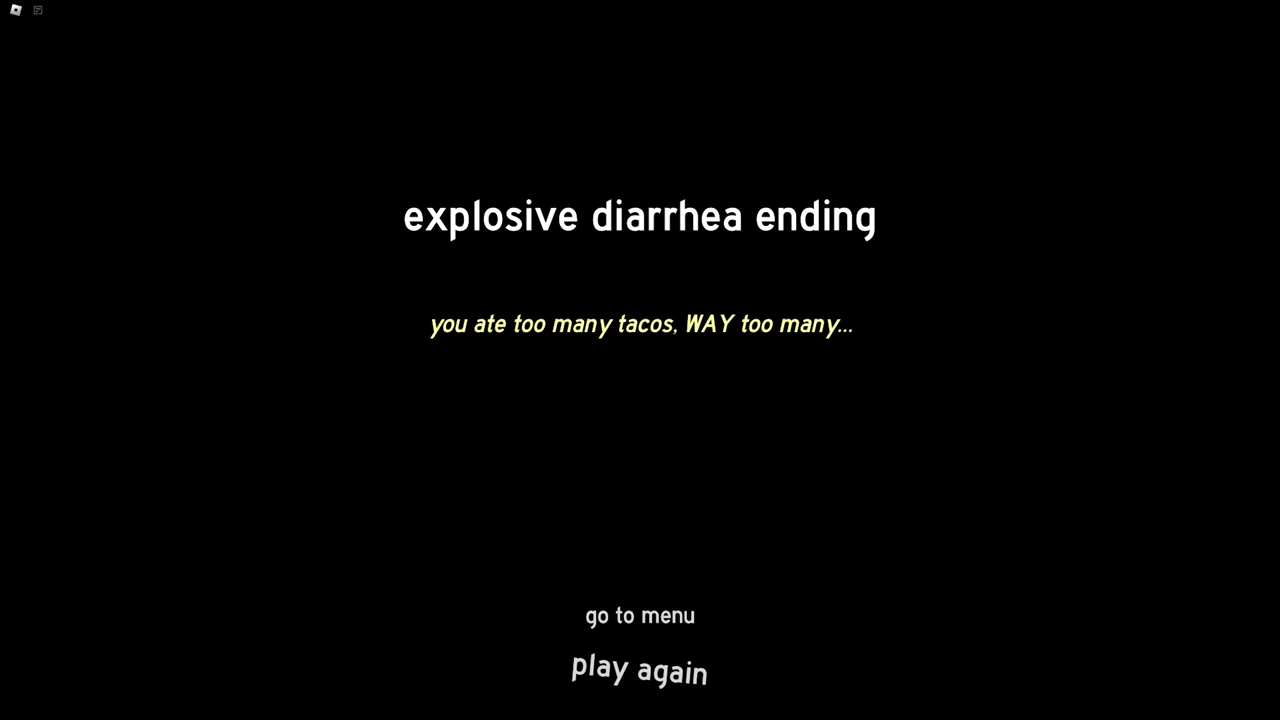 explosive diarrhea ending
you ate too many tacos, WAY too many...
go to menu
play again